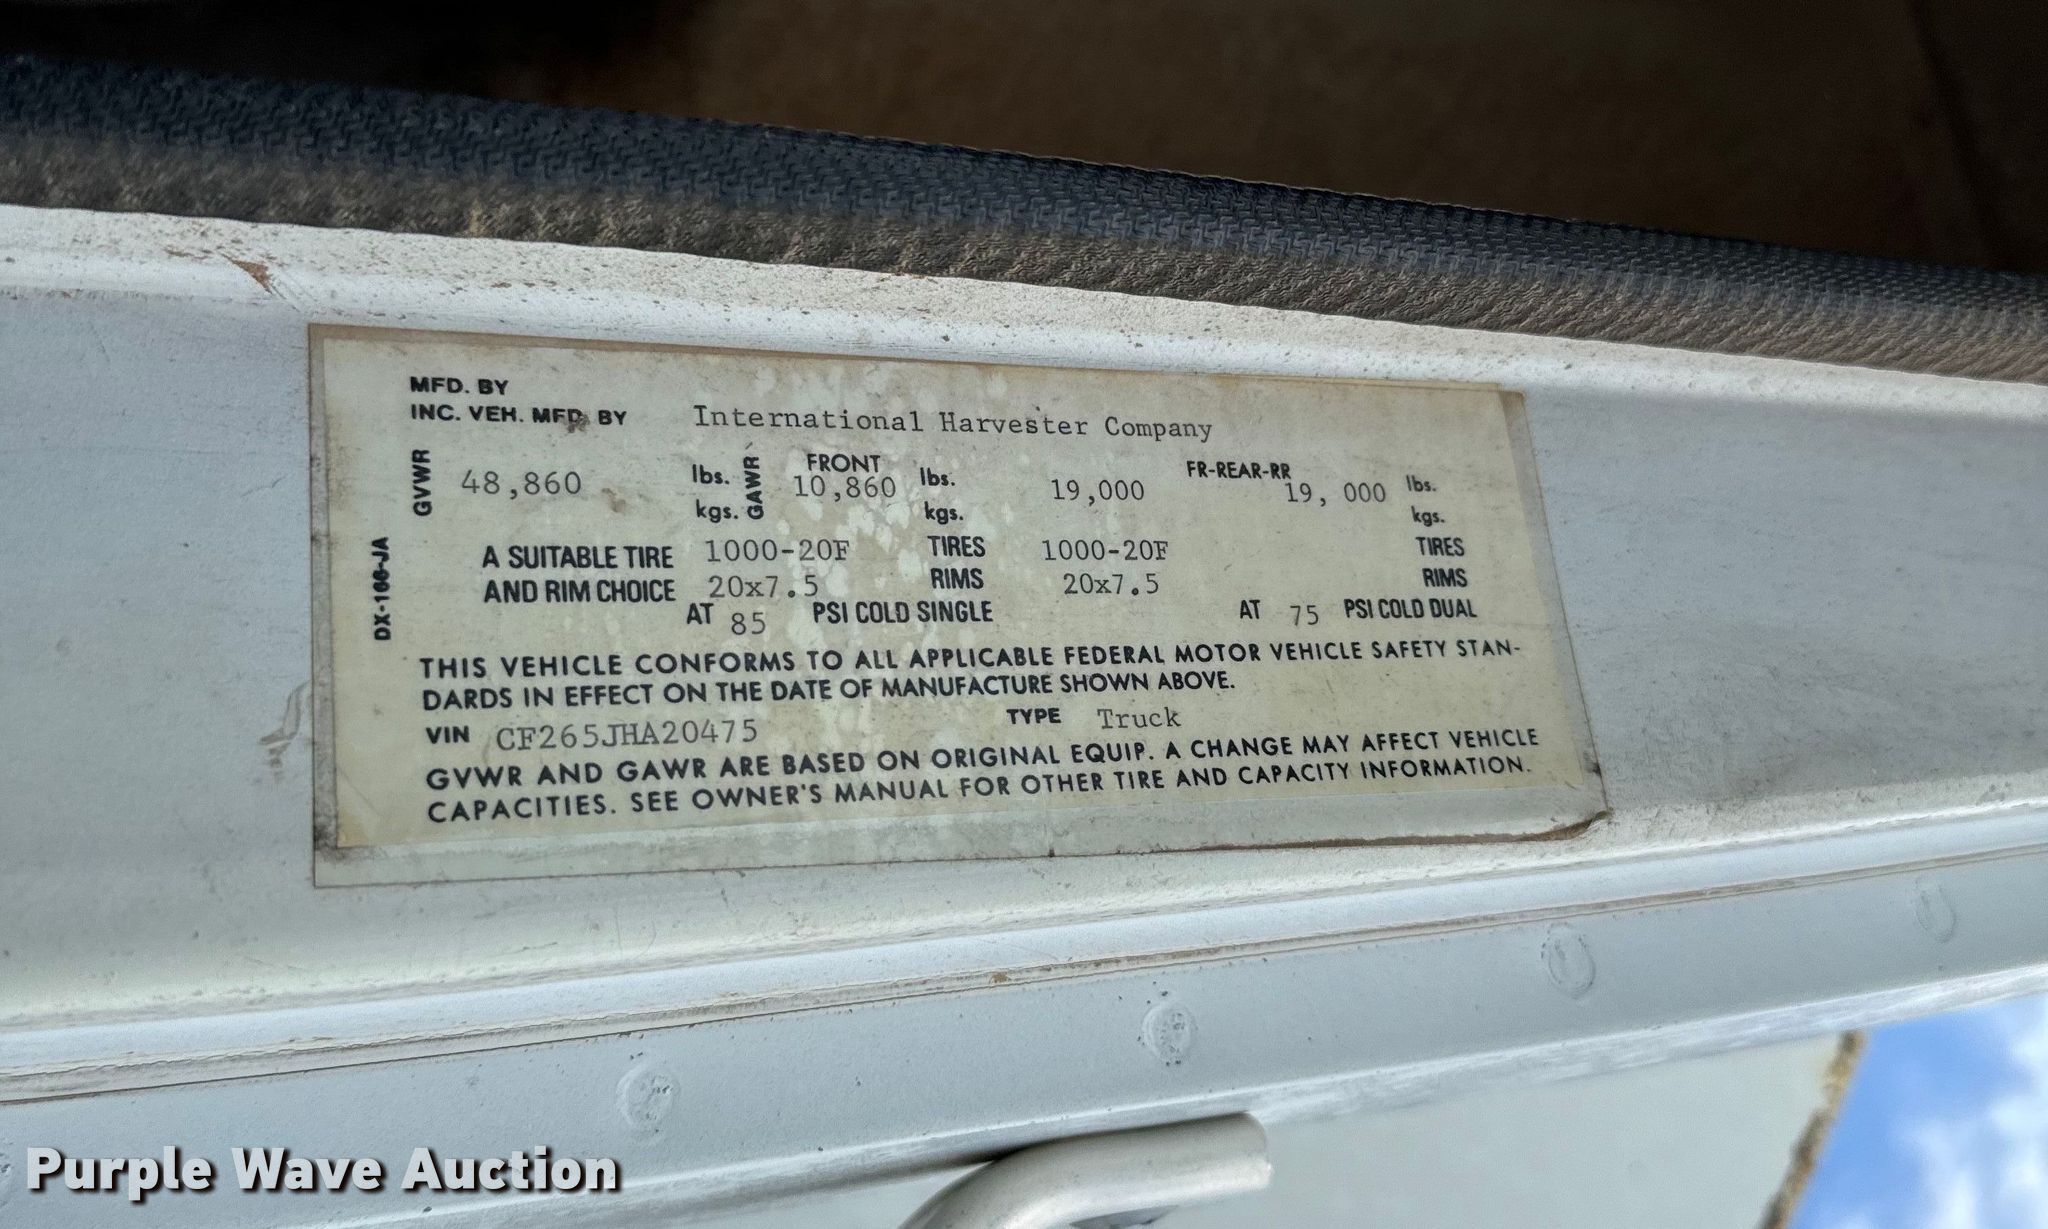 MFD. BY
INC. VEH. MFD. BY International Harvester Company
GVWR 48,860 lbs. kgs. GAWR FRONT 10,860 lbs. kgs. 19,000 FR-REAR-RR 19, 000 lbs. kgs.
DX-166-JA
A SUITABLE TIRE 1000-20F TIRES 1000-20F TIRES
AND RIM CHOICE 20x7.5 RIMS 20x7.5 RIMS
AT 85 PSI COLD SINGLE AT 75 PSI COLD DUAL
THIS VEHICLE CONFORMS TO ALL APPLICABLE FEDERAL MOTOR VEHICLE SAFETY STAN-
DARDS IN EFFECT ON THE DATE OF MANUFACTURE SHOWN ABOVE.
VIN CF265JHA20475 TYPE Truck
GVWR AND GAWR ARE BASED ON ORIGINAL EQUIP. A CHANGE MAY AFFECT VEHICLE
CAPACITIES. SEE OWNER'S MANUAL FOR OTHER TIRE AND CAPACITY INFORMATION.
Purple Wave Auction